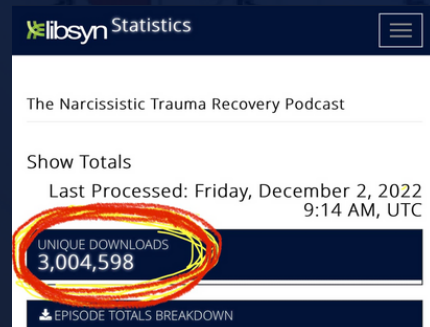 libsyn Statistics
The Narcissistic Trauma Recovery Podcast
Show Totals
Last Processed: Friday, December 2, 2022
9:14 AM, UTC
UNIQUE DOWNLOADS
3,004,598
EPISODE TOTALS BREAKDOWN